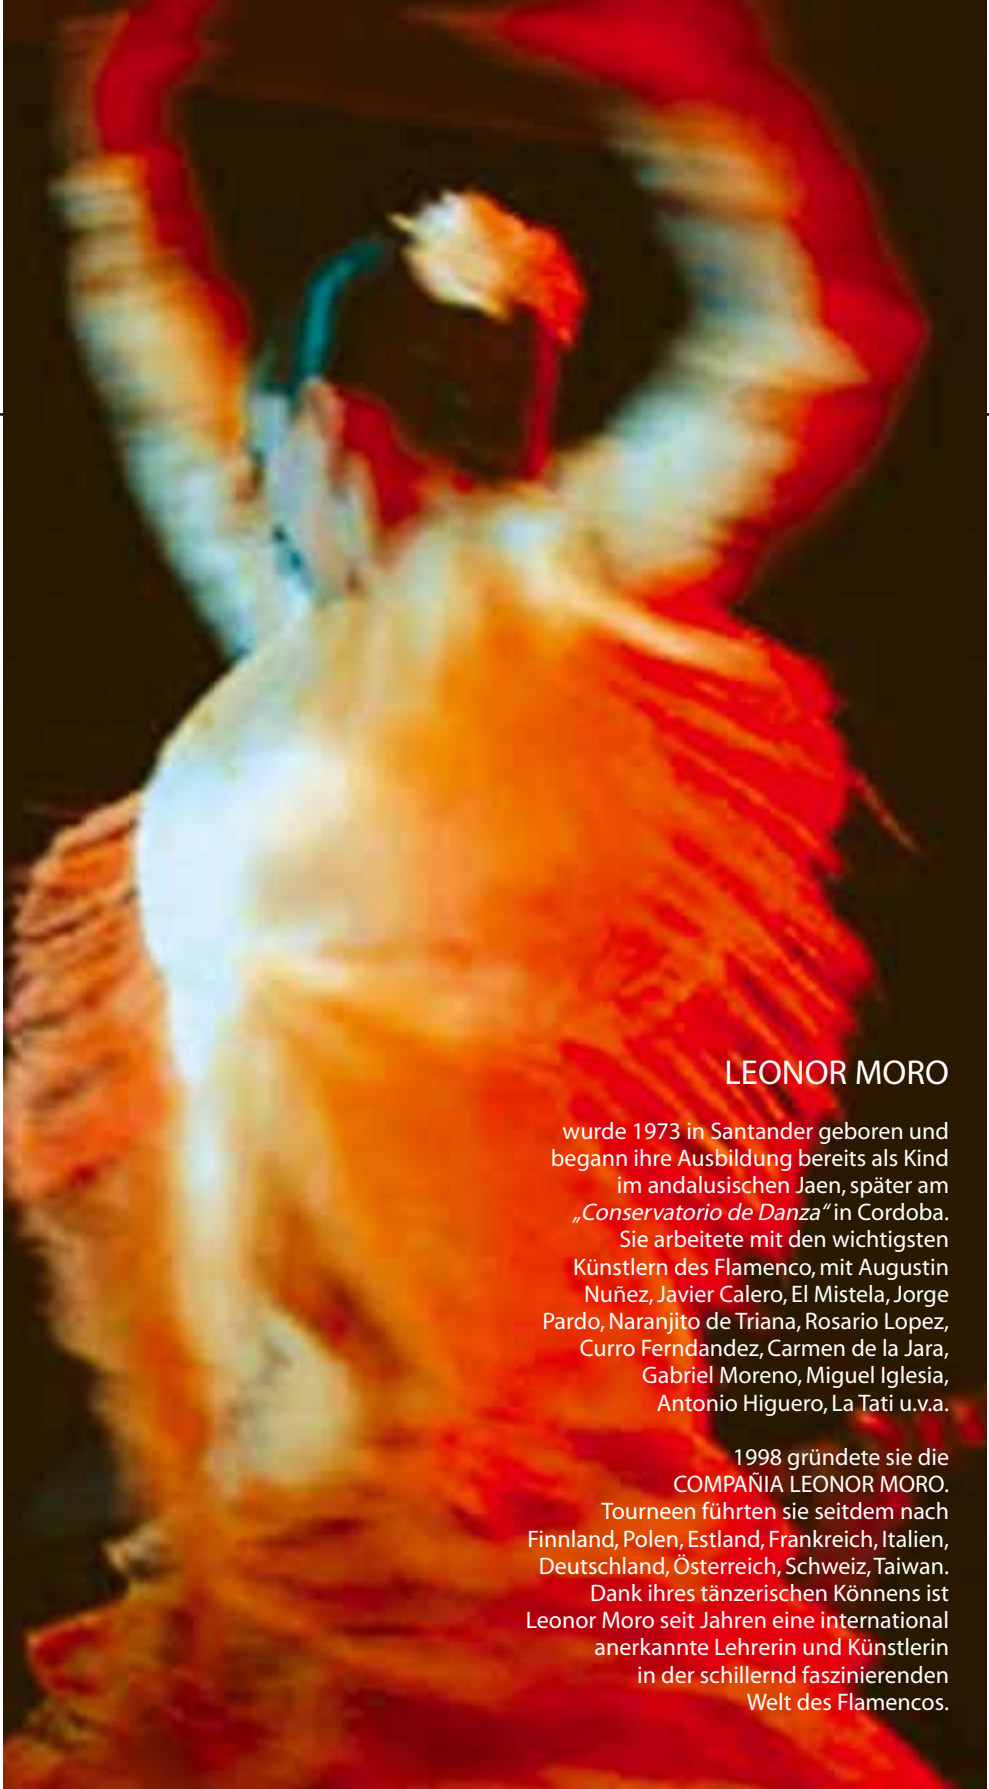 LEONOR MORO
wurde 1973 in Santander geboren und
begann ihre Ausbildung bereits als Kind
im andalusischen Jaen, später am
„Conservatorio de Danza“ in Cordoba.
Sie arbeitete mit den wichtigsten
Künstlern des Flamenco, mit Augustin
Nuñez, Javier Calero, El Mistela, Jorge
Pardo, Naranjito de Triana, Rosario Lopez,
Curro Ferndandez, Carmen de la Jara,
Gabriel Moreno, Miguel Iglesia,
Antonio Higuero, La Tati u.v.a.
1998 gründete sie die
COMPAÑIA LEONOR MORO.
Tourneen führten sie seitdem nach
Finnland, Polen, Estland, Frankreich, Italien,
Deutschland, Österreich, Schweiz, Taiwan.
Dank ihres tänzerischen Könnens ist
Leonor Moro seit Jahren eine international
anerkannte Lehrerin und Künstlerin
in der schillernd faszinierenden
Welt des Flamencos.